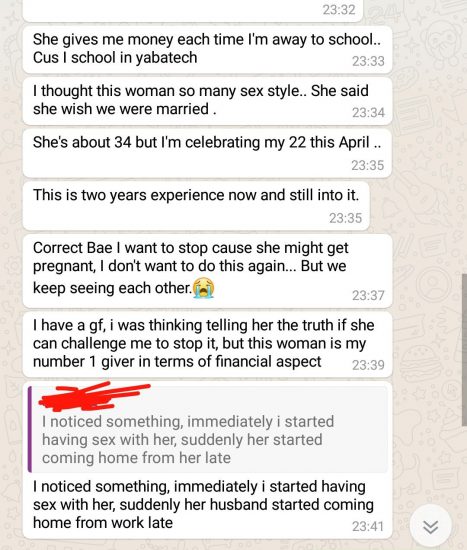 23:32
She gives me money each time I'm away to school..
Cus I school in yabatech
23:33
I thought this woman so many sex style.. She said
she wish we were married .
23:34
She's about 34 but I'm celebrating my 22 this April ..
23:35
This is two years experience now and still into it.
23:35
Correct Bae I want to stop cause she might get
pregnant, I don't want to do this again... But we
keep seeing each other.😭
23:37
I have a gf, i was thinking telling her the truth if she
can challenge me to stop it, but this woman is my
number 1 giver in terms of financial aspect
23:39
I noticed something, immediately i started
having sex with her, suddenly her started
coming home from her late
I noticed something, immediately i started having
sex with her, suddenly her husband started coming
home from work late
23:41